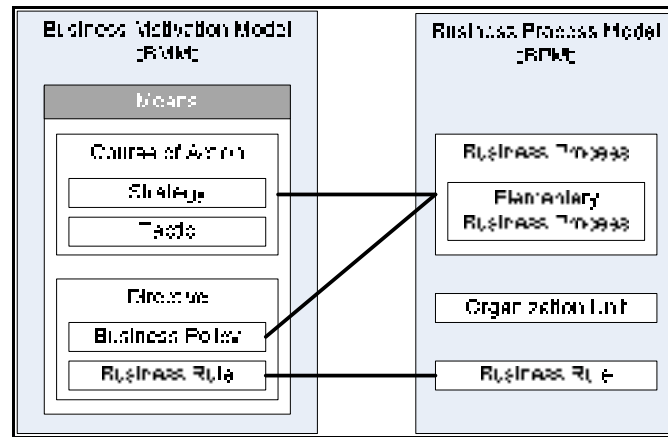 Business Motivation Model
(BMM)
Means
Course of Action
Strategy
Tactic
Directive
Business Policy
Business Rule
Business Process Model
(BPM)
Business Process
Elementary
Business Process
Organization Unit
Business Rule